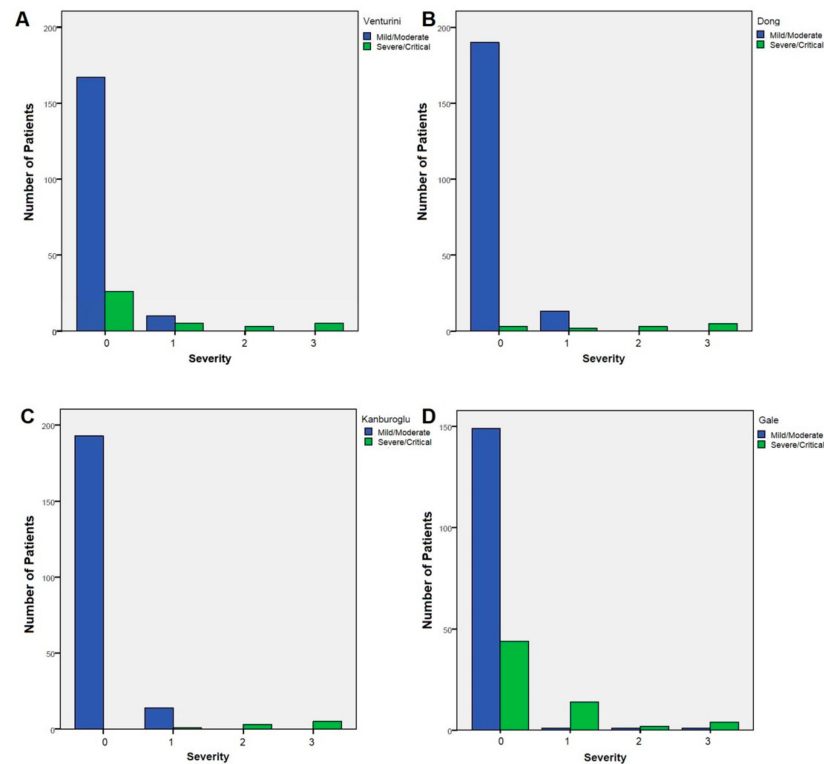 A
Venturini
Mild/Moderate
Severe/Critical
200
150
100
50
0
Number of Patients
0 1 2 3
Severity
B
Dong
Mild/Moderate
Severe/Critical
200
150
100
50
0
Number of Patients
0 1 2 3
Severity
C
Kanburoglu
Mild/Moderate
Severe/Critical
200
150
100
50
0
Number of Patients
0 1 2 3
Severity
D
Gale
Mild/Moderate
Severe/Critical
150
100
50
0
Number of Patients
0 1 2 3
Severity